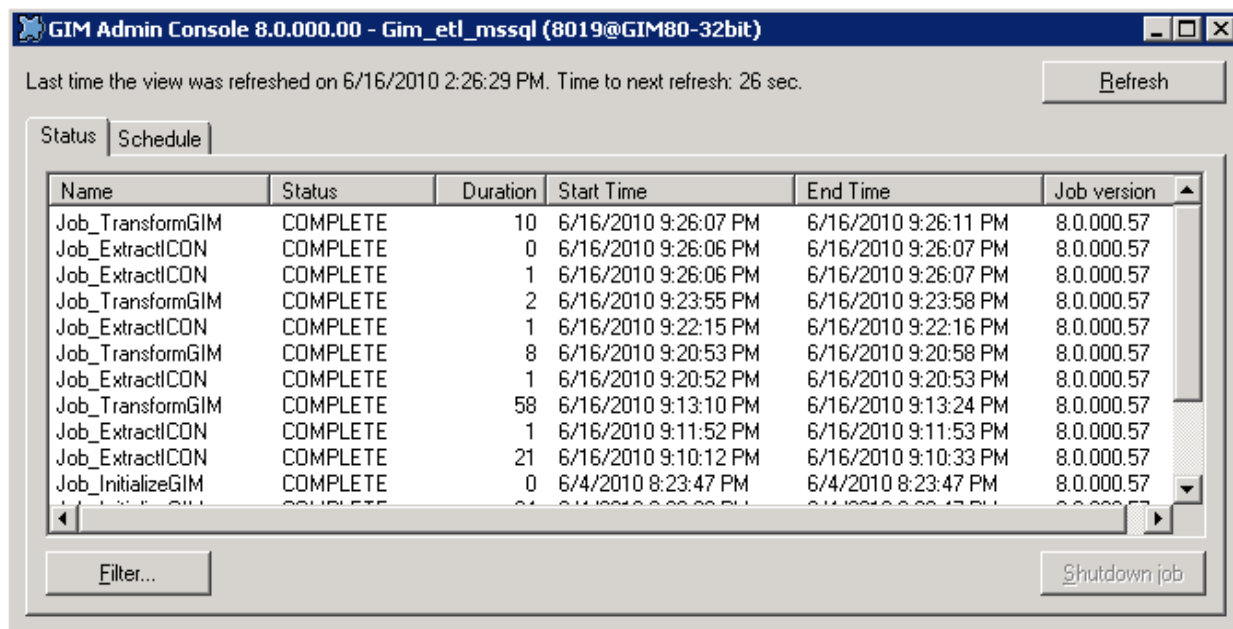 GIM Admin Console 8.0.000.00 - Gim_etl_mssql (8019@GIM80-32bit)
Last time the view was refreshed on 6/16/2010 2:26:29 PM. Time to next refresh: 26 sec. Refresh
Status Schedule
Name Status Duration Start Time End Time Job version
Job_TransformGIM COMPLETE 10 6/16/2010 9:26:07 PM 6/16/2010 9:26:11 PM 8.0.000.57
Job_ExtractICON COMPLETE 0 6/16/2010 9:26:06 PM 6/16/2010 9:26:07 PM 8.0.000.57
Job_ExtractICON COMPLETE 1 6/16/2010 9:26:06 PM 6/16/2010 9:26:07 PM 8.0.000.57
Job_TransformGIM COMPLETE 2 6/16/2010 9:23:55 PM 6/16/2010 9:23:58 PM 8.0.000.57
Job_ExtractICON COMPLETE 1 6/16/2010 9:22:15 PM 6/16/2010 9:22:16 PM 8.0.000.57
Job_TransformGIM COMPLETE 8 6/16/2010 9:20:53 PM 6/16/2010 9:20:58 PM 8.0.000.57
Job_ExtractICON COMPLETE 1 6/16/2010 9:20:52 PM 6/16/2010 9:20:53 PM 8.0.000.57
Job_TransformGIM COMPLETE 58 6/16/2010 9:13:10 PM 6/16/2010 9:13:24 PM 8.0.000.57
Job_ExtractICON COMPLETE 1 6/16/2010 9:11:52 PM 6/16/2010 9:11:53 PM 8.0.000.57
Job_ExtractICON COMPLETE 21 6/16/2010 9:10:12 PM 6/16/2010 9:10:33 PM 8.0.000.57
Job_InitializeGIM COMPLETE 0 6/4/2010 8:23:47 PM 6/4/2010 8:23:47 PM 8.0.000.57
Filter... Shutdown job